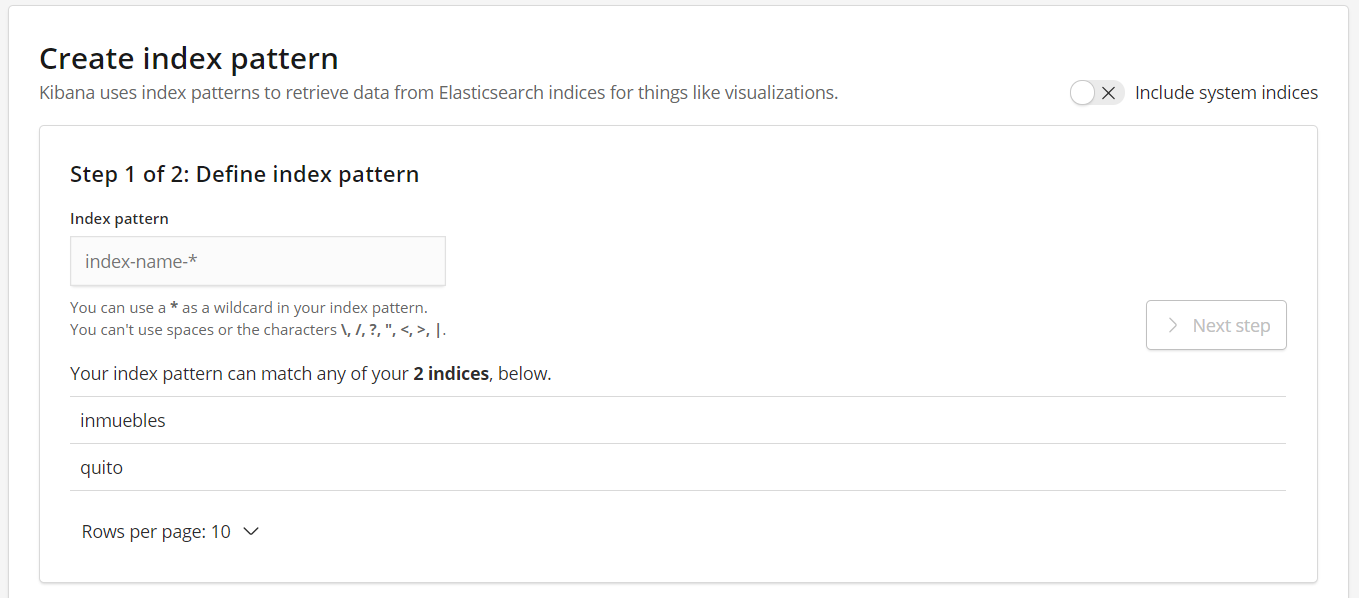 Create index pattern
Kibana uses index patterns to retrieve data from Elasticsearch indices for things like visualizations.
Include system indices
Step 1 of 2: Define index pattern
Index pattern
index-name-*
You can use a * as a wildcard in your index pattern.
You can't use spaces or the characters \, /, ?, ", <, >, |.
Next step
Your index pattern can match any of your 2 indices, below.
inmuebles
quito
Rows per page: 10